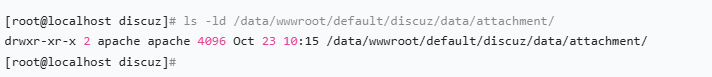 [root@localhost discuz]# ls -ld /data/wwwroot/default/discuz/data/attachment/
drwxr-xr-x 2 apache apache 4096 Oct 23 10:15 /data/wwwroot/default/discuz/data/attachment/
[root@localhost discuz]#